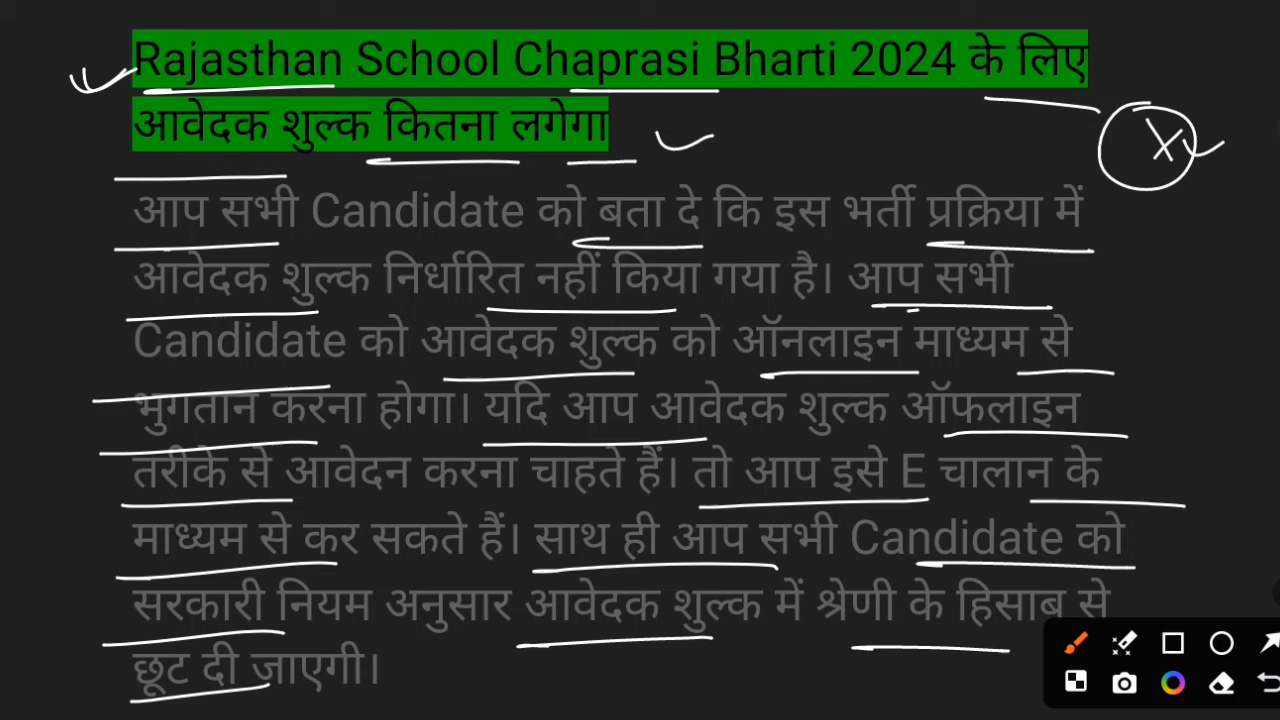 Rajasthan School Chaprasi Bharti 2024 के लिए
आवेदक शुल्क कितना लगेगा
आप सभी Candidate को बता दे कि इस भर्ती प्रक्रिया में
आवेदक शुल्क निर्धारित नहीं किया गया है। आप सभी
Candidate को आवेदक शुल्क को ऑनलाइन माध्यम से
भुगतान करना होगा। यदि आप आवेदक शुल्क ऑफलाइन
तरीके से आवेदन करना चाहते हैं। तो आप इसे E चालान के
माध्यम से कर सकते हैं। साथ ही आप सभी Candidate को
सरकारी नियम अनुसार आवेदक शुल्क में श्रेणी के हिसाब से
छूट दी जाएगी।